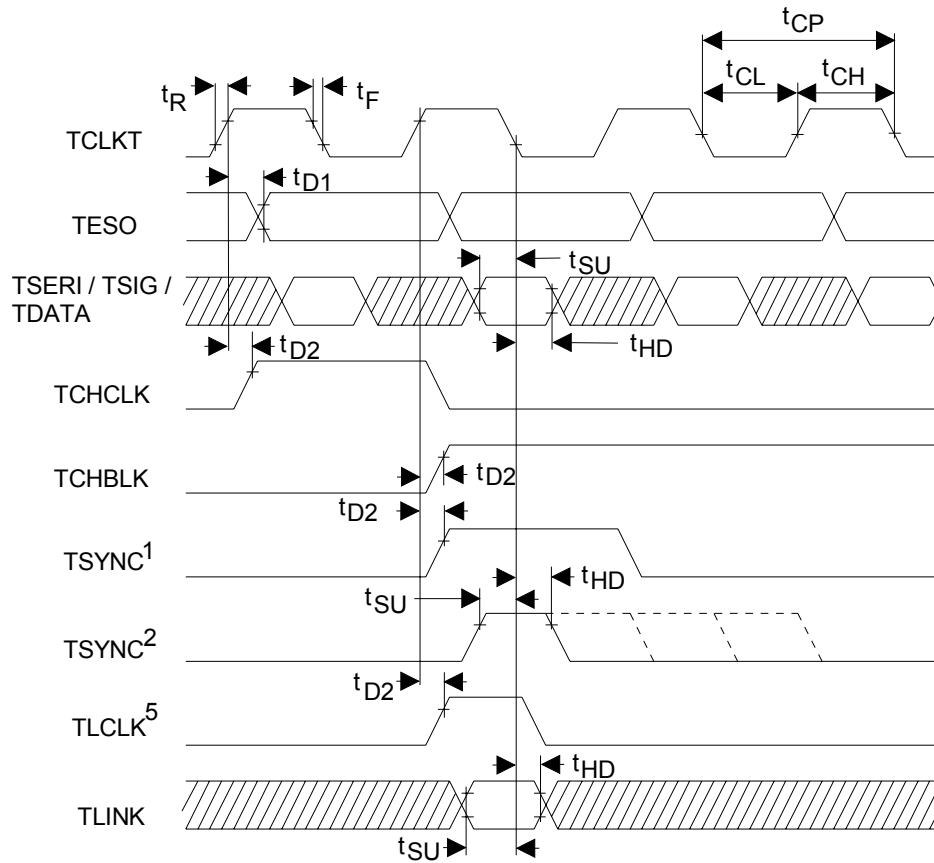 tCP
tCL
tCH
tR
tF
TCLKT
tD1
TESO
tSU
TSERI / TSIG /
TDATA
tHD
tD2
TCHCLK
TCHBLK
tD2
tD2
TSYNC1
tHD
tSU
TSYNC2
tD2
TLCLK5
tHD
TLINK
tSU